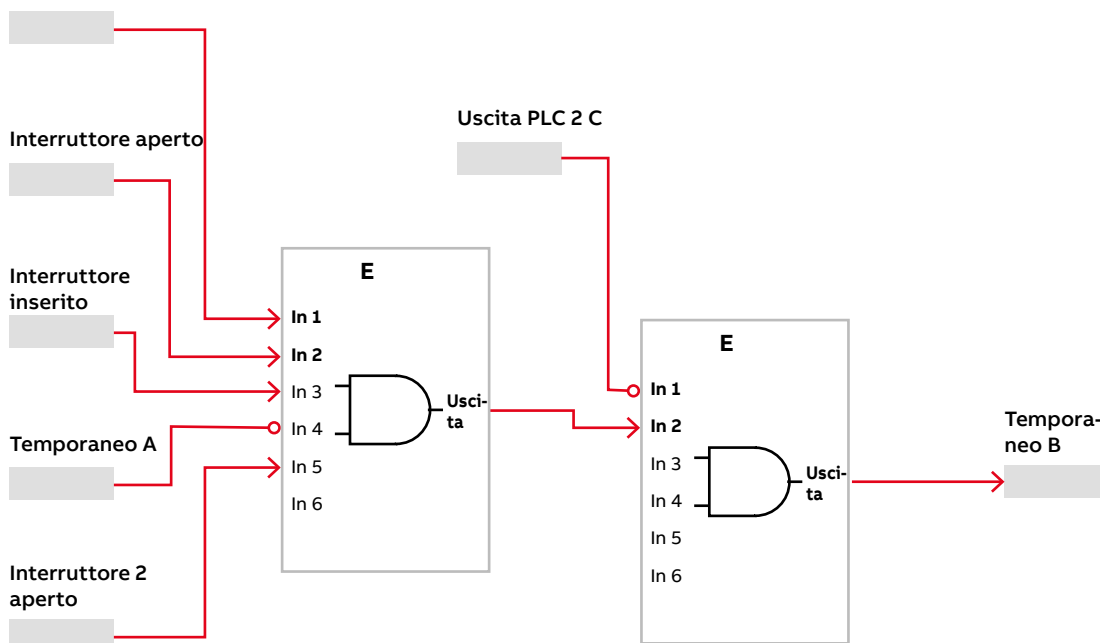 Interruttore aperto
Interruttore
inserito
Temporaneo A
Interruttore 2
aperto
E
In 1
In 2
In 3
In 4
In 5
In 6
Usci-
ta
Uscita PLC 2 C
E
In 1
In 2
In 3
In 4
In 5
In 6
Usci-
ta
Tempora-
neo B